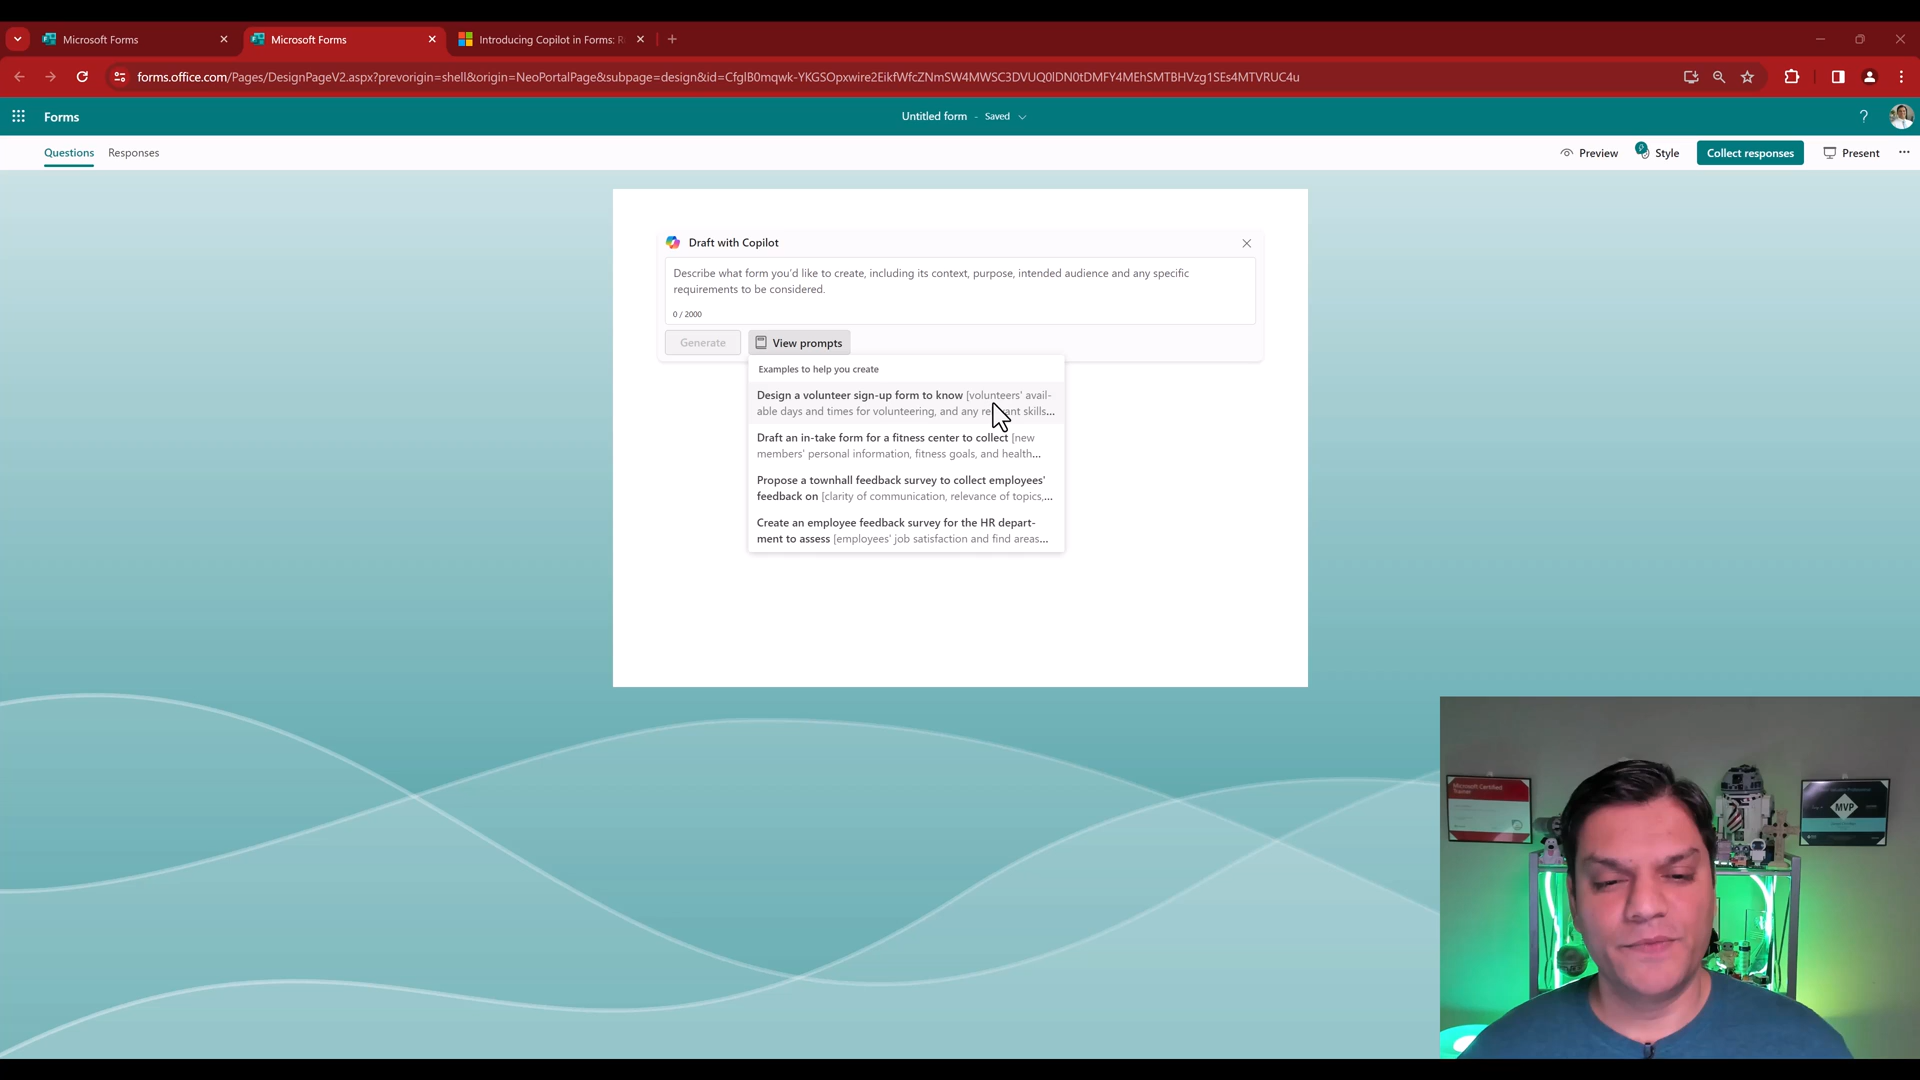 Microsoft Forms
Microsoft Forms
Introducing Copilot in Forms: R
forms.office.com/Pages/DesignPageV2.aspx?prevorigin=shell&origin=NeoPortalPage&subpage=design&id=CfglB0mqwk-YKGSOpxwire2EikfWfcZNmSW4MWSC3DVUQ0lDN0tDMFY4MEhSMTBHVzg1SEs4MTVRUC4u
Forms
Untitled form - Saved
?
Questions
Responses
Preview
Style
Collect responses
Present
Draft with Copilot
Describe what form you'd like to create, including its context, purpose, intended audience and any specific
requirements to be considered.
0 / 2000
Generate
View prompts
Examples to help you create
Design a volunteer sign-up form to know [volunteers' avail-
able days and times for volunteering, and any skills...
Draft an in-take form for a fitness center to collect [new
members' personal information, fitness goals, and health...
Propose a townhall feedback survey to collect employees'
feedback on [clarity of communication, relevance of topics,...
Create an employee feedback survey for the HR depart-
ment to assess [employees' job satisfaction and find areas...
Microsoft Certified
Trainer
MVP